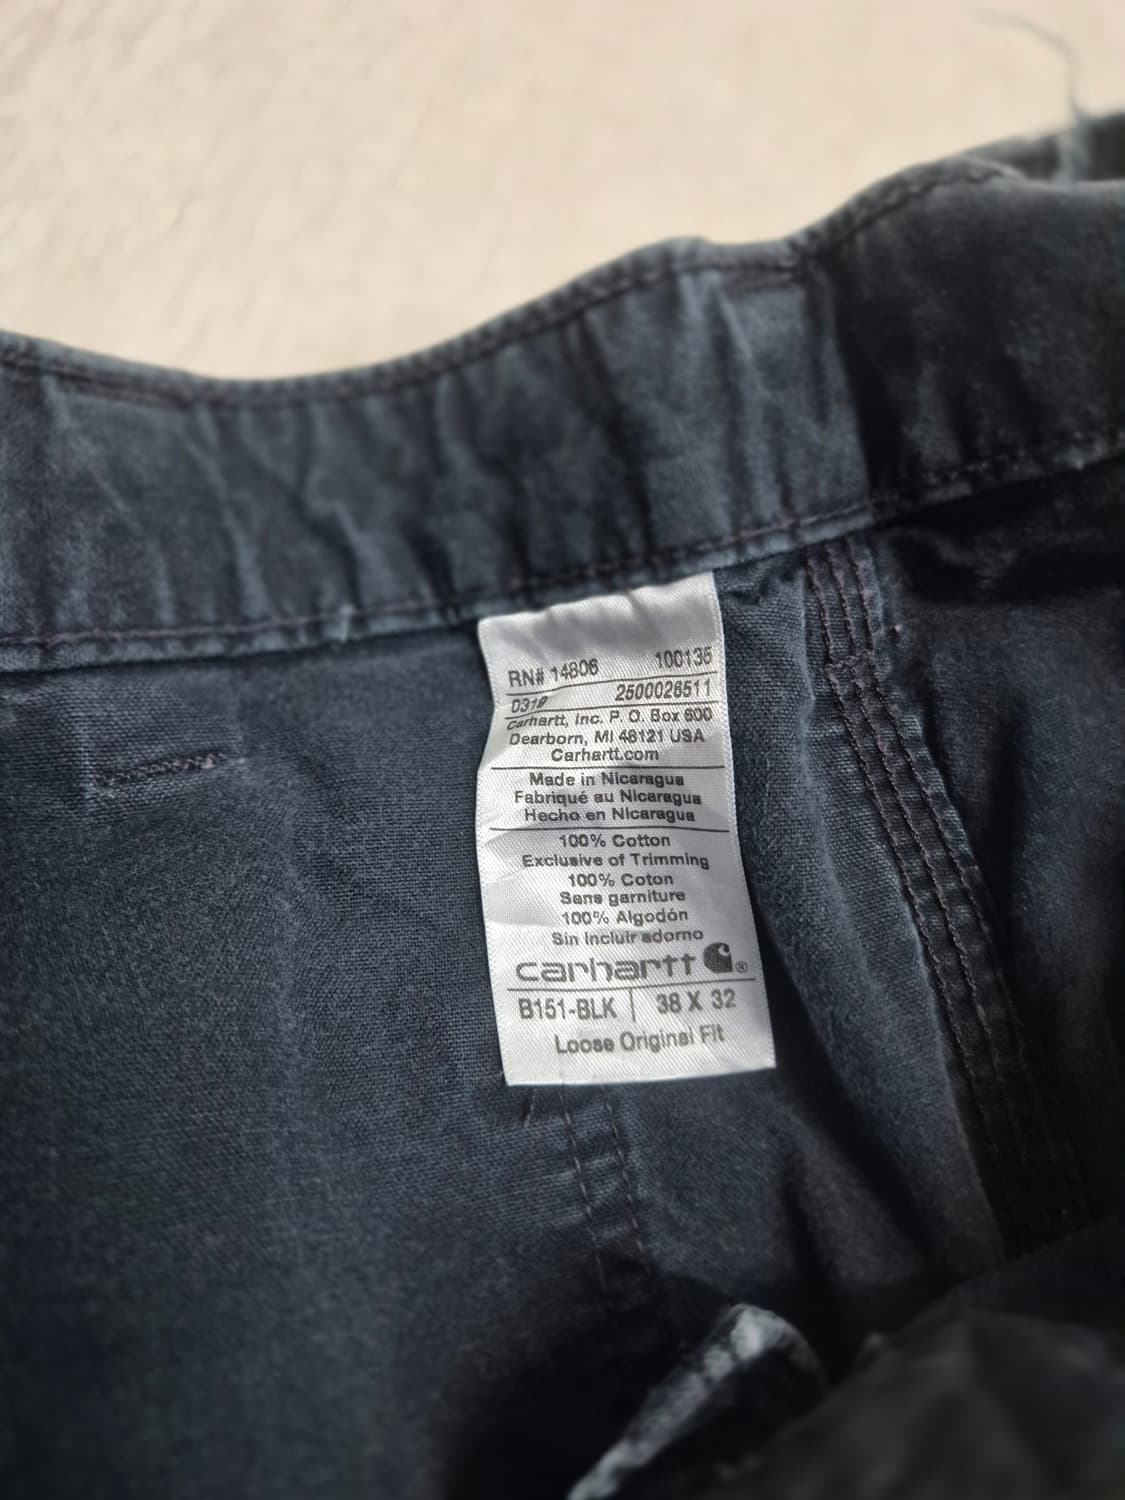 RN# 14806 100135
0319 2500026511
Carhartt, Inc. P. O. Box 600
Dearborn, MI 48121 USA
Carhartt.com
Made in Nicaragua
Fabriqué au Nicaragua
Hecho en Nicaragua
100% Cotton
Exclusive of Trimming
100% Coton
Sans garniture
100% Algodón
Sin Incluir adorno
carhartt ®
B151-BLK | 38 X 32
Loose Original Fit